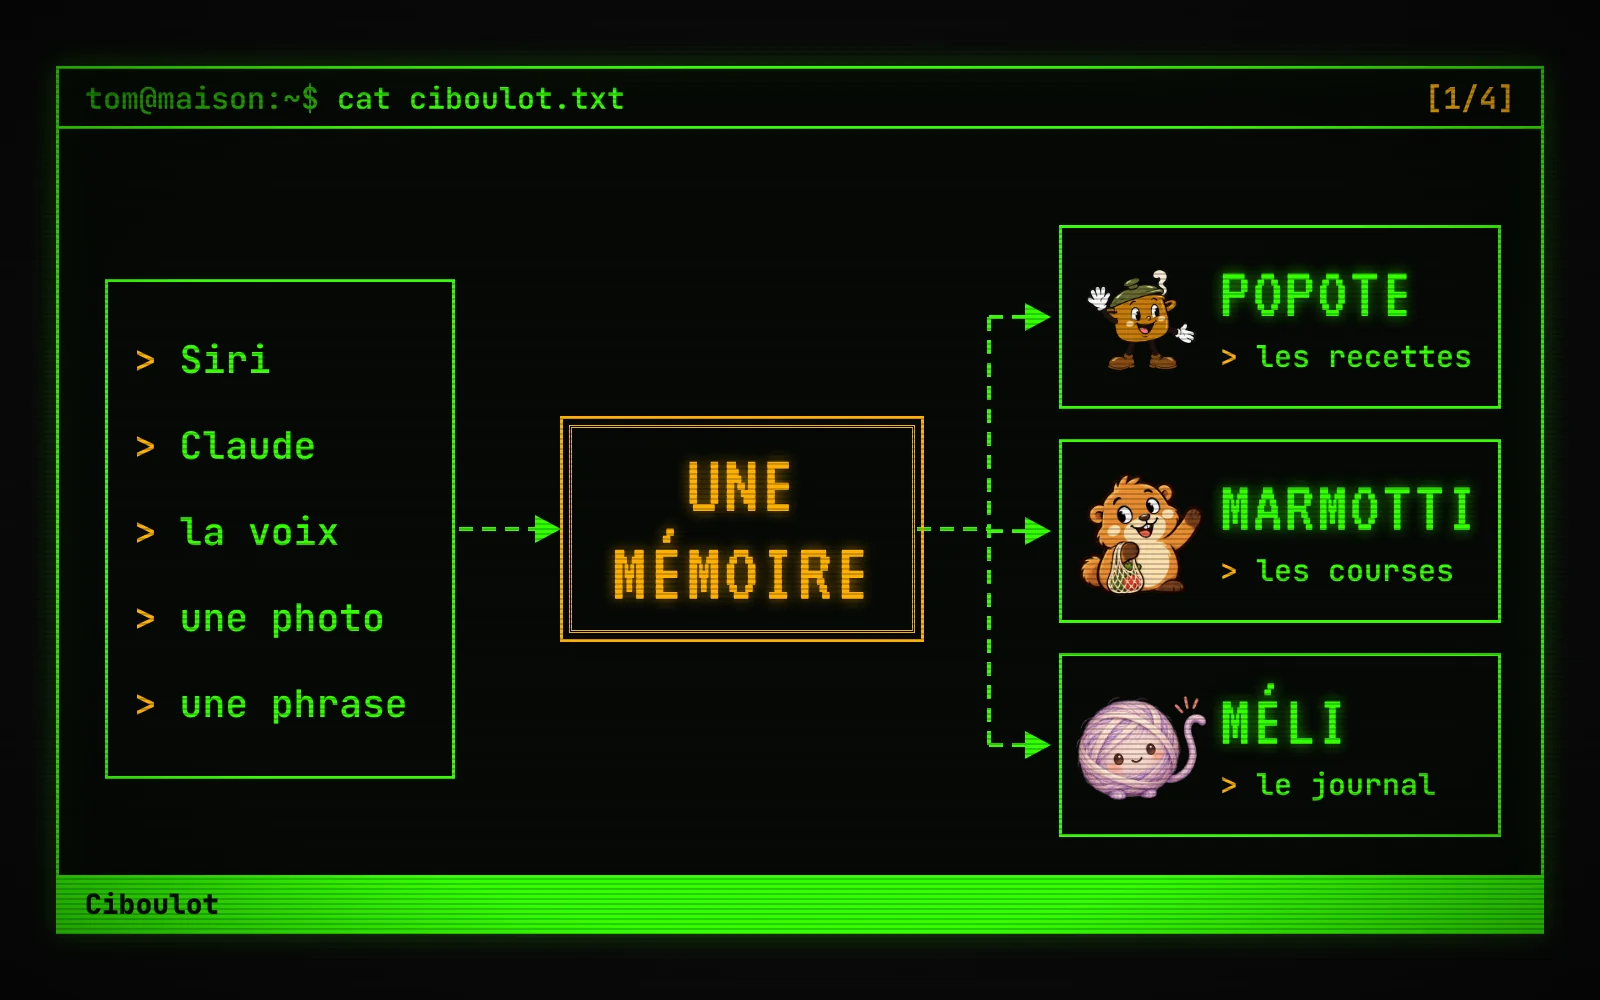 tom@maison:~$ cat ciboulot.txt
[1/4]
> Siri
> Claude
> la voix
> une photo
> une phrase
UNE
MÉMOIRE
POPOTE
> les recettes
MARMOTTI
> les courses
MÉLI
> le journal
Ciboulot